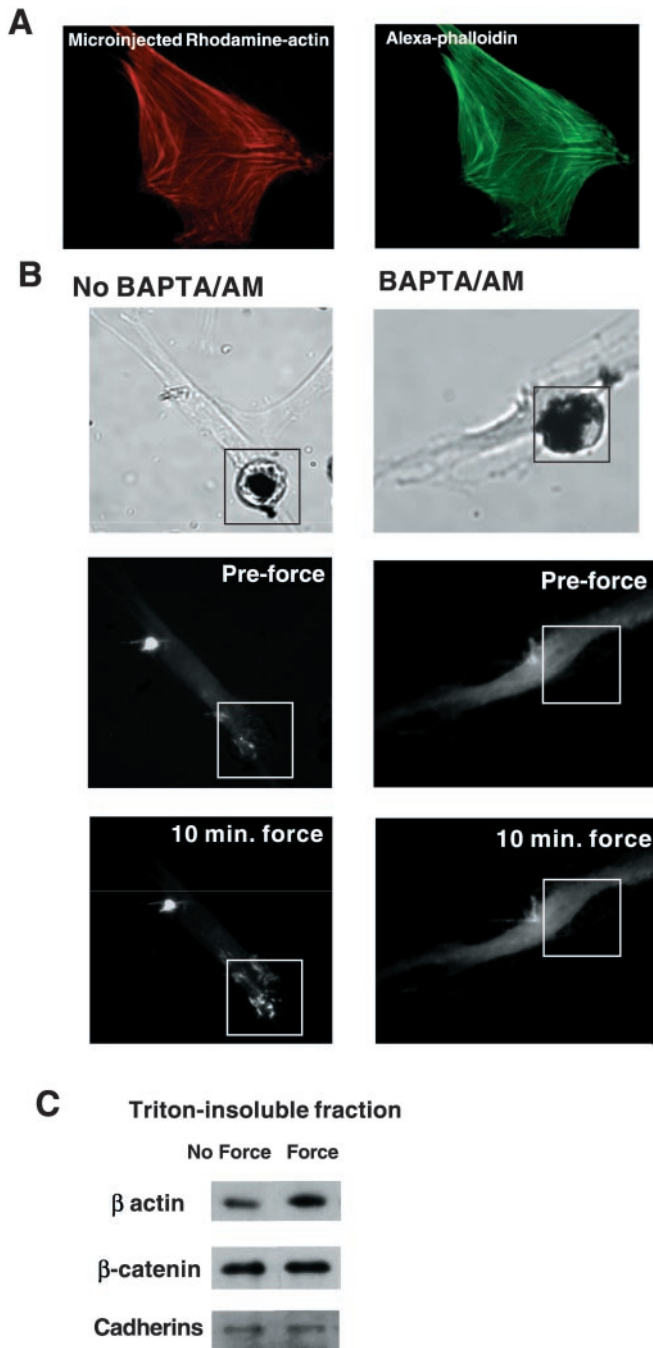 A
Microinjected Rhodamine-actin
Alexa-phalloidin
B
No BAPTA/AM
BAPTA/AM
Pre-force
Pre-force
10 min. force
10 min. force
C
Triton-insoluble fraction
No Force Force
β actin
β-catenin
Cadherins